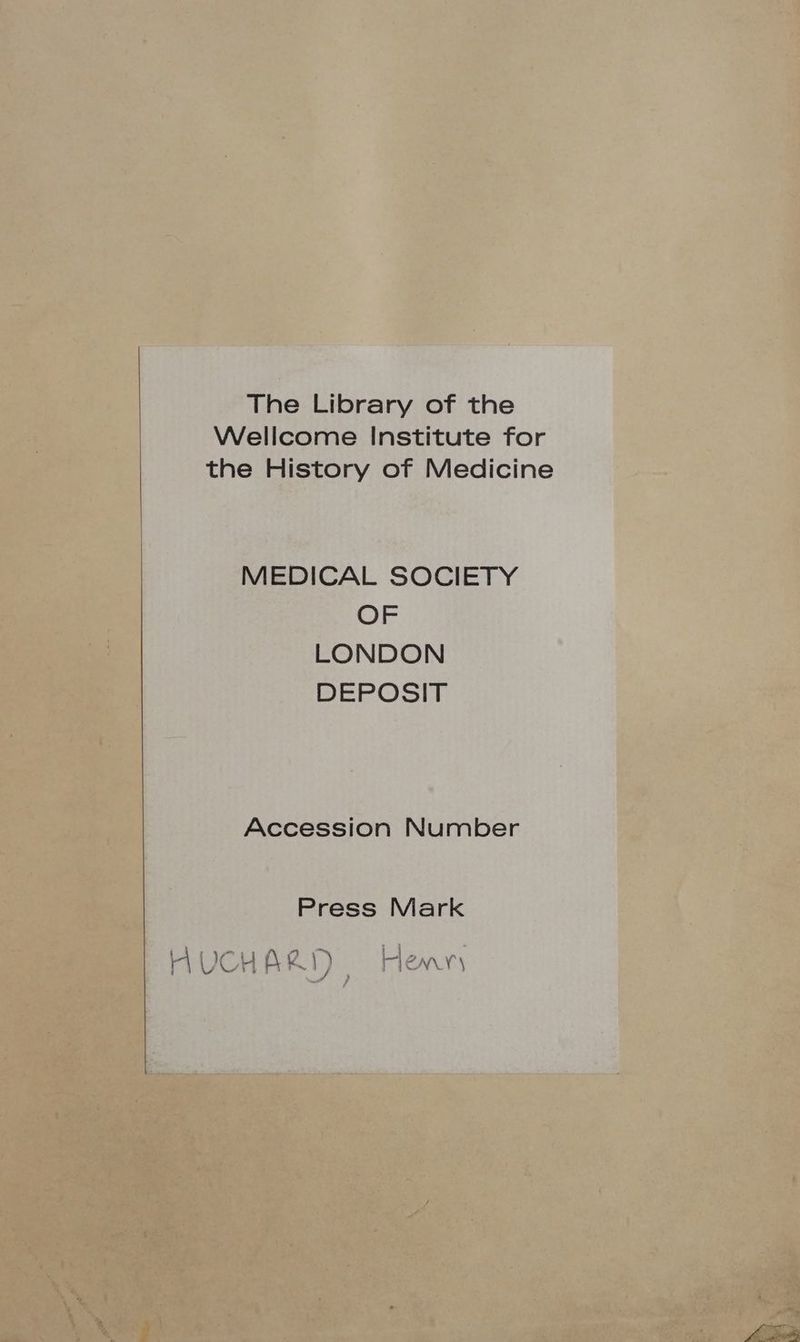 The Library of the
Wellcome Institute for
the History of Medicine
MEDICAL SOCIETY
OF
LONDON
DEPOSIT
Accession Number
Press Mark
HUCHARD, Henri